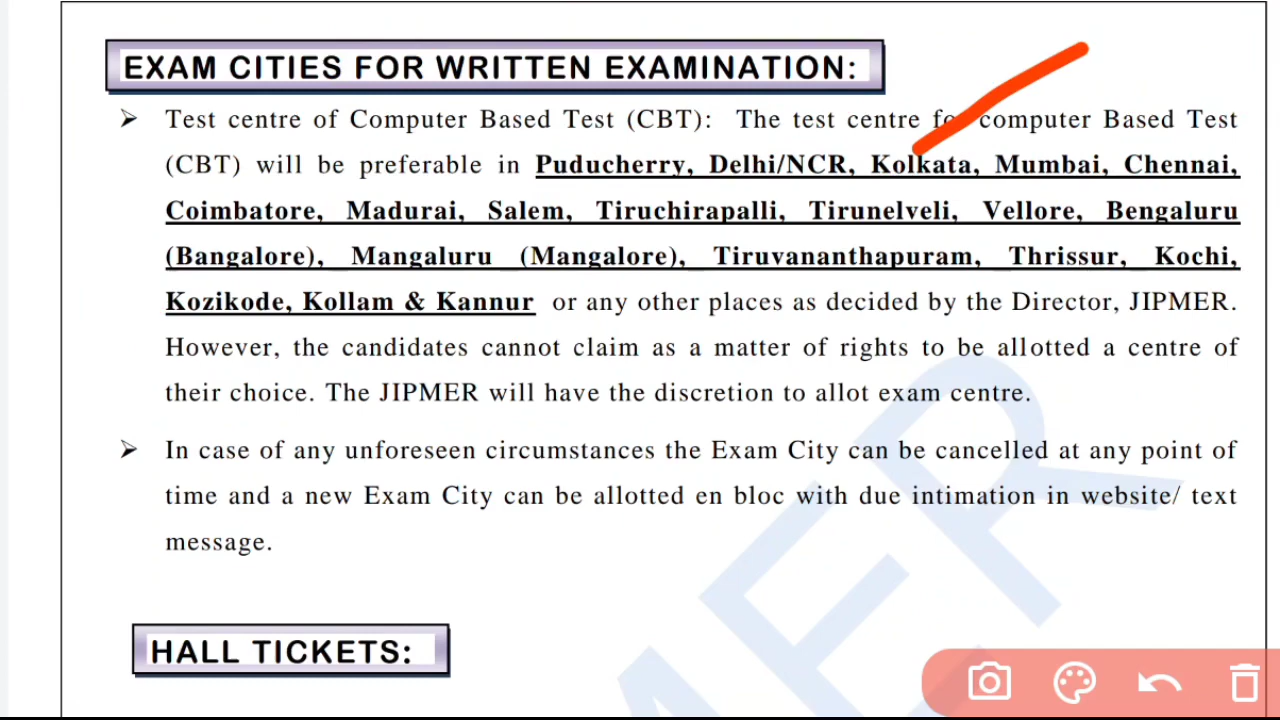 EXAM CITIES FOR WRITTEN EXAMINATION:
➢ Test centre of Computer Based Test (CBT): The test centre for computer Based Test
(CBT) will be preferable in Puducherry, Delhi/NCR, Kolkata, Mumbai, Chennai,
Coimbatore, Madurai, Salem, Tiruchirapalli, Tirunelveli, Vellore, Bengaluru
(Bangalore), Mangaluru (Mangalore), Tiruvananthapuram, Thrissur, Kochi,
Kozikode, Kollam & Kannur or any other places as decided by the Director, JIPMER.
However, the candidates cannot claim as a matter of rights to be allotted a centre of
their choice. The JIPMER will have the discretion to allot exam centre.
➢ In case of any unforeseen circumstances the Exam City can be cancelled at any point of
time and a new Exam City can be allotted en bloc with due intimation in website/ text
message.
HALL TICKETS:
MER